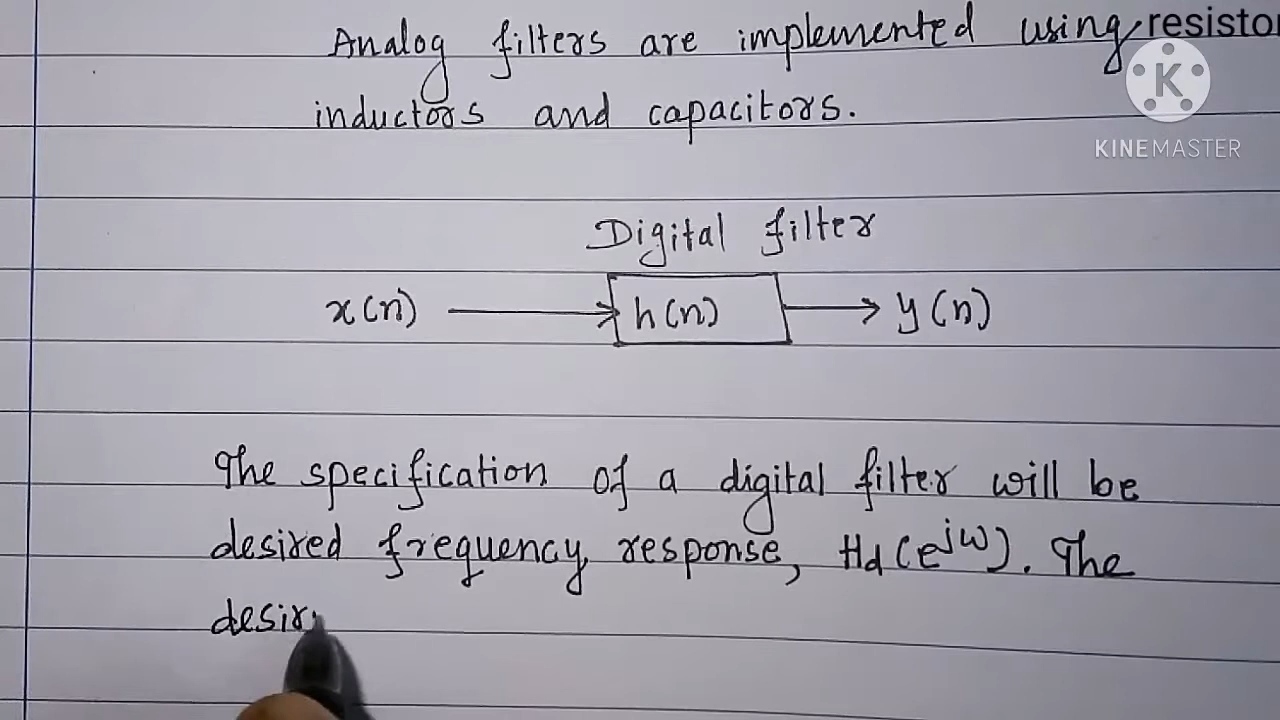 Analog filters are implemented using resistor
inductors and capacitors.
K
KINEMASTER
Digital filter
x(n) h(n) y(n)
The specification of a digital filter will be
desired frequency response, Hd(e^jω). The
desir